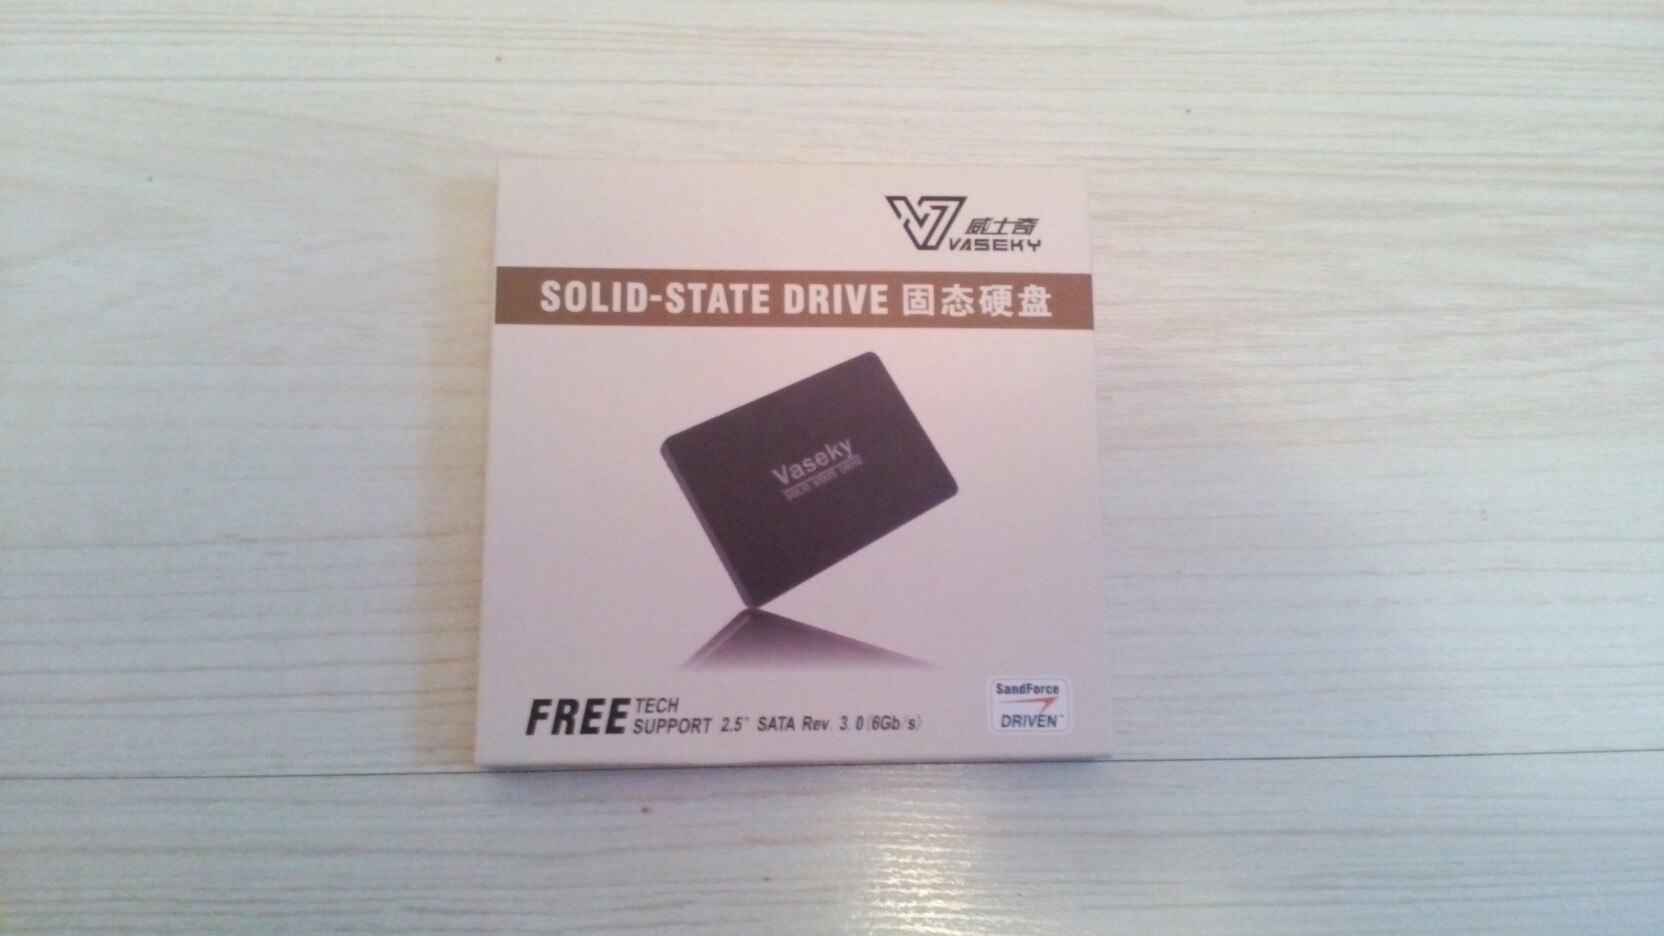 威士奇
VASEKY
SOLID-STATE DRIVE 固态硬盘
Vaseky
SOLID STATE DRIVE
FREE TECH
SUPPORT 2.5" SATA Rev. 3.0(6Gb/s)
SandForce
DRIVEN™